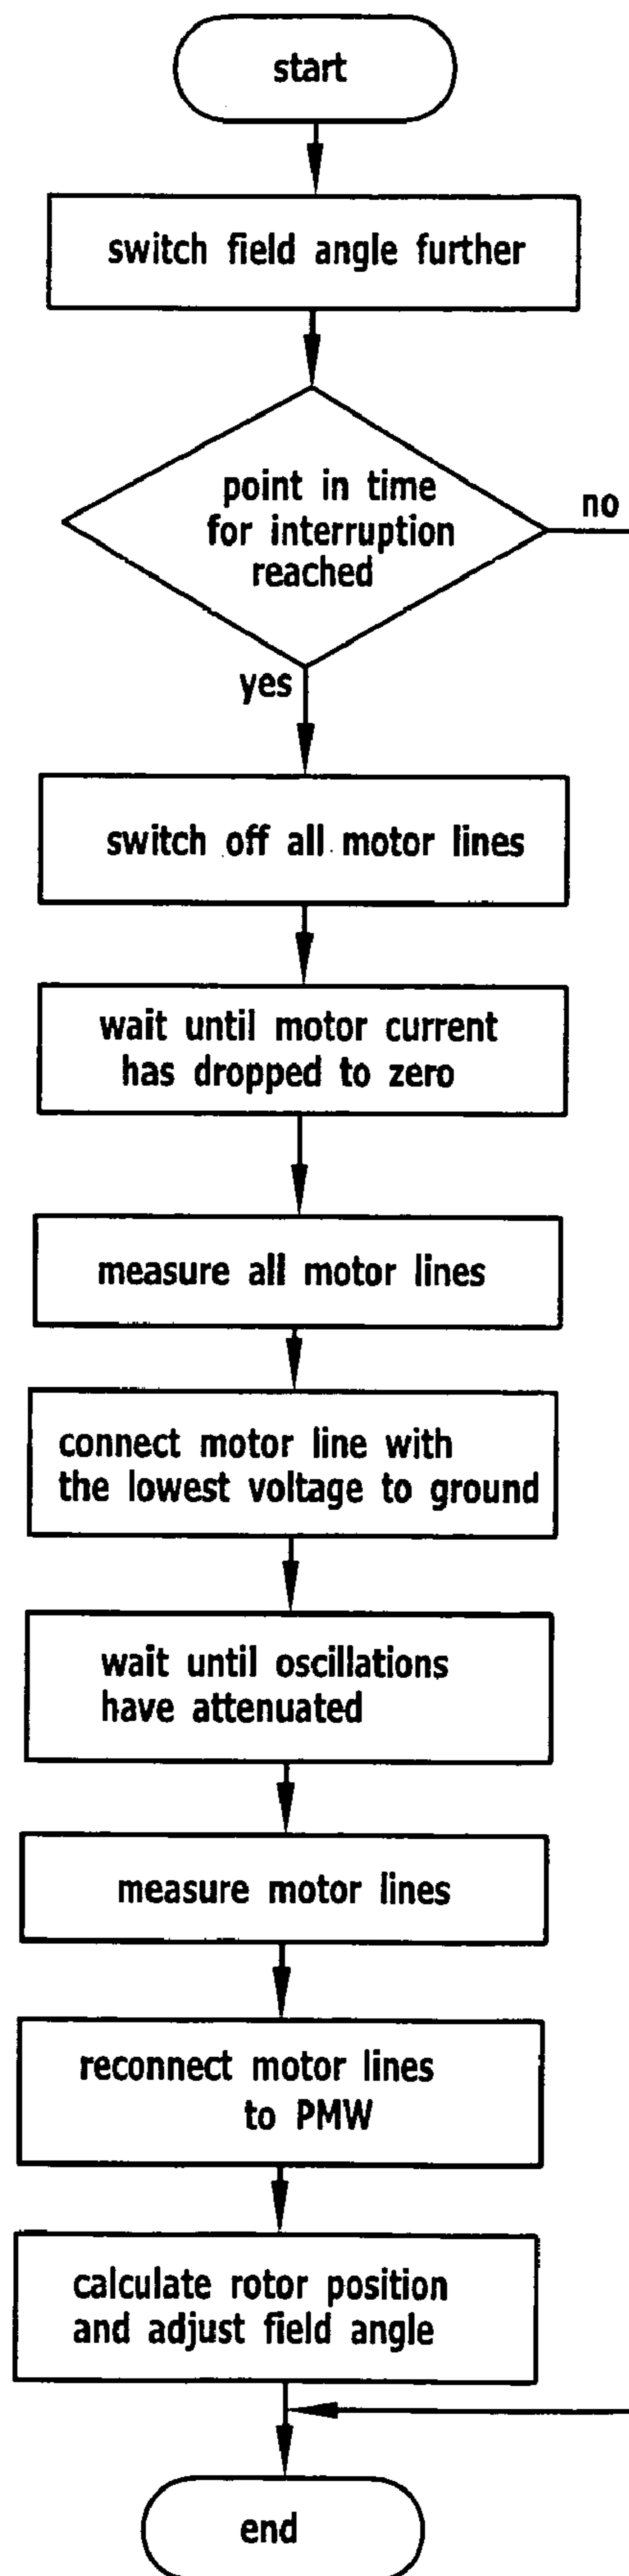 start
switch field angle further
point in time
for interruption
reached
no
yes
switch off all motor lines
wait until motor current
has dropped to zero
measure all motor lines
connect motor line with
the lowest voltage to ground
wait until oscillations
have attenuated
measure motor lines
reconnect motor lines
to PMW
calculate rotor position
and adjust field angle
end